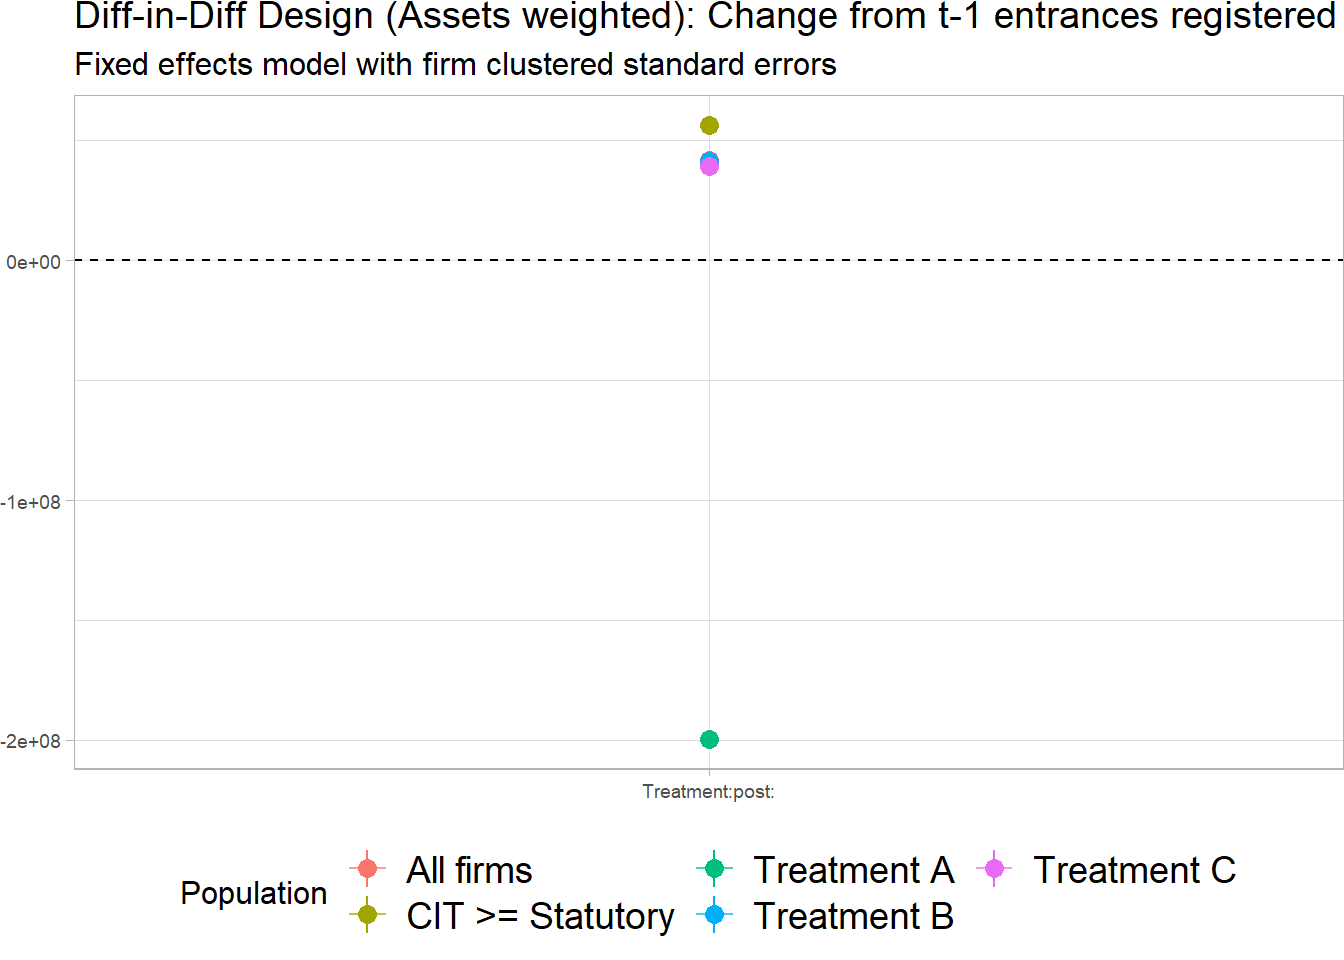 Diff-in-Diff Design (Assets weighted): Change from t-1 entrances registered
Fixed effects model with firm clustered standard errors
0e+00
-1e+08
-2e+08
Treatment:post:
Population
All firms
CIT >= Statutory
Treatment A
Treatment B
Treatment C